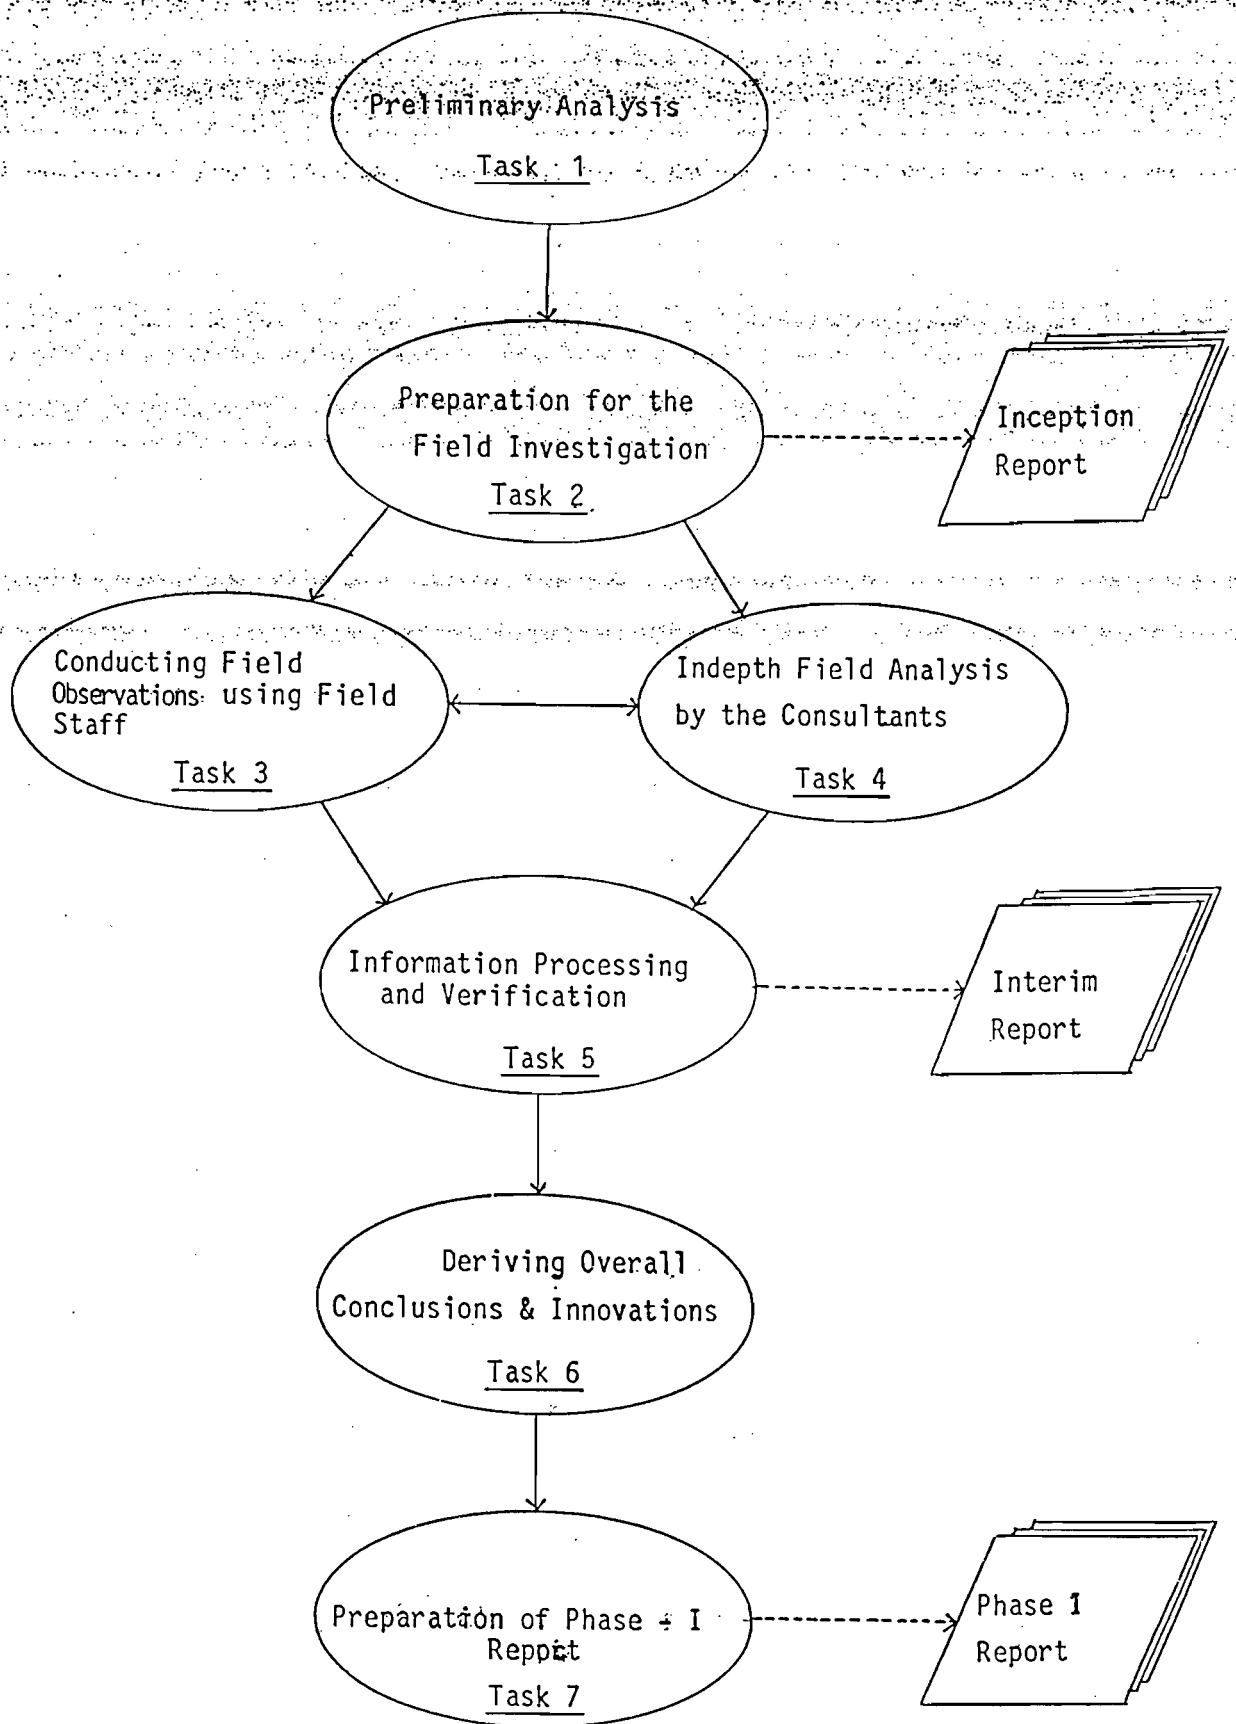 Preliminary Analysis
Task 1
Preparation for the
Field Investigation
Task 2
Inception
Report
Conducting Field
Observations using Field
Staff
Task 3
Indepth Field Analysis
by the Consultants
Task 4
Information Processing
and Verification
Task 5
Interim
Report
Deriving Overall
Conclusions & Innovations
Task 6
Preparation of Phase - I
Report
Task 7
Phase I
Report